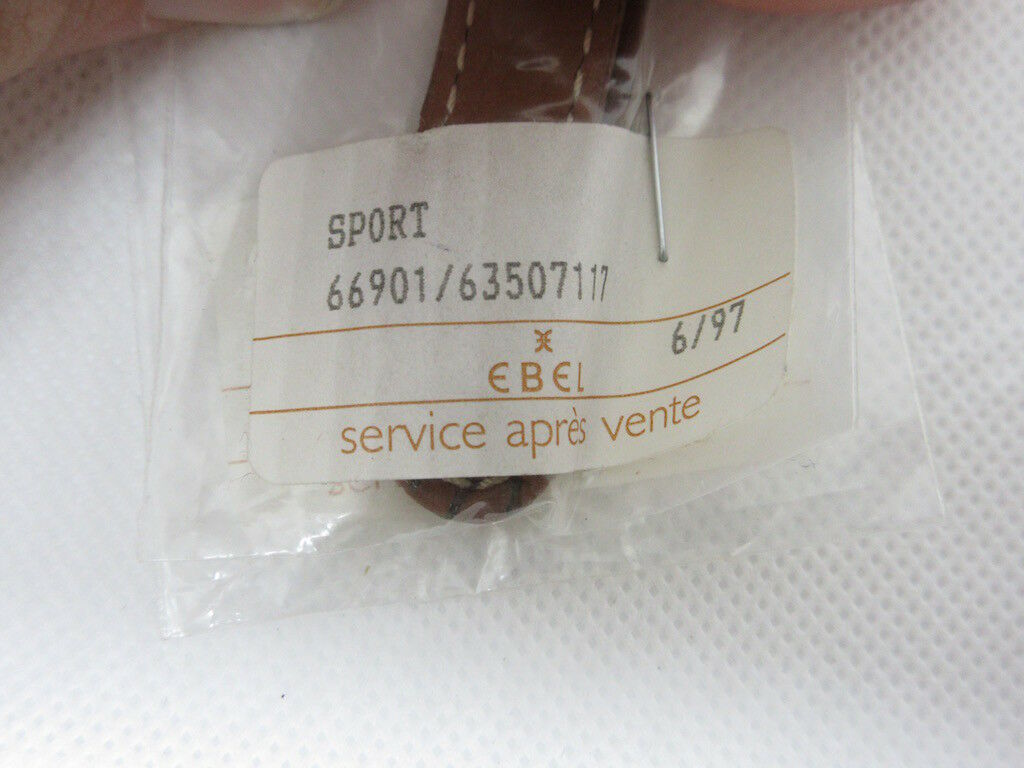 SPORT
66901/63507117
6/97
EBEL
service après vente